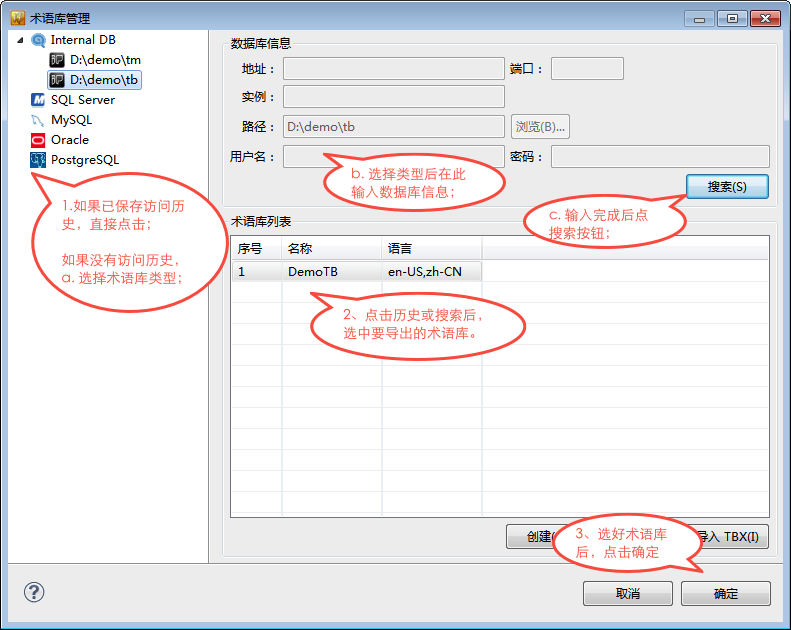 术语库管理
Internal DB
D:\demo\tm
D:\demo\tb
SQL Server
MySQL
Oracle
PostgreSQL
1.如果已保存访问历
史，直接点击；
如果没有访问历史，
a. 选择术语库类型；
数据库信息
地址：
端口：
实例：
路径：
D:\demo\tb
浏览(B)...
用户名：
密码：
b. 选择类型后在此
输入数据库信息；
搜索(S)
c. 输入完成后点
搜索按钮；
术语库列表
序号 名称 语言
1 DemoTB en-US,zh-CN
2、点击历史或搜索后，
选中要导出的术语库。
创建(
导入 TBX(I)
3、选好术语库
后，点击确定
取消
确定